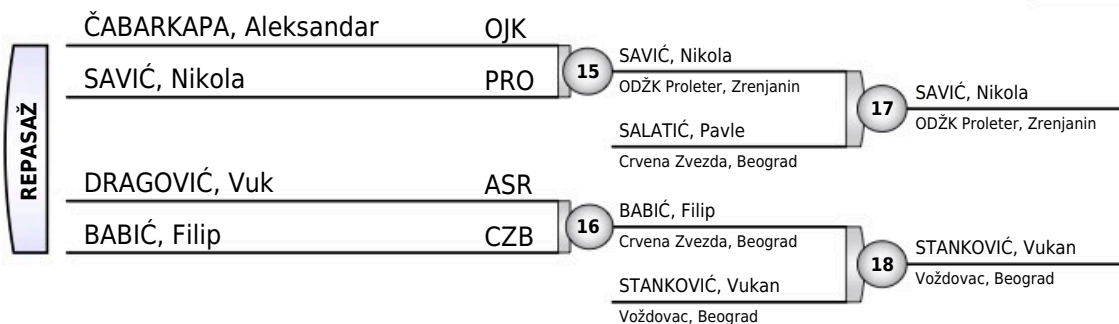 REPASAŽ
ČABARKAPA, Aleksandar OJK
SAVIĆ, Nikola PRO
15
SAVIĆ, Nikola
ODŽK Proleter, Zrenjanin
SALATIĆ, Pavle
Crvena Zvezda, Beograd
17
SAVIĆ, Nikola
ODŽK Proleter, Zrenjanin
DRAGOVIĆ, Vuk ASR
BABIĆ, Filip CZB
16
BABIĆ, Filip
Crvena Zvezda, Beograd
STANKOVIĆ, Vukan
Voždovac, Beograd
18
STANKOVIĆ, Vukan
Voždovac, Beograd